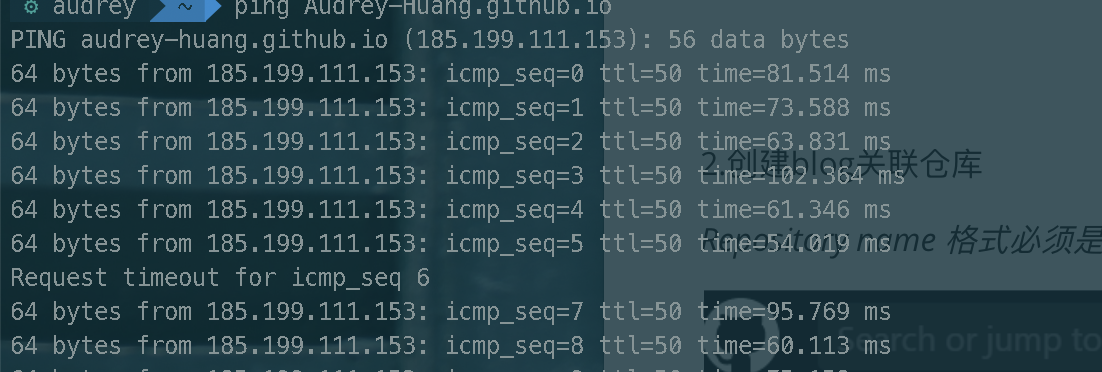 audrey ~ ping Audrey-Huang.github.io
PING audrey-huang.github.io (185.199.111.153): 56 data bytes
64 bytes from 185.199.111.153: icmp_seq=0 ttl=50 time=81.514 ms
64 bytes from 185.199.111.153: icmp_seq=1 ttl=50 time=73.588 ms
64 bytes from 185.199.111.153: icmp_seq=2 ttl=50 time=63.831 ms
2.创建blog关联仓库
64 bytes from 185.199.111.153: icmp_seq=3 ttl=50 time=102.364 ms
64 bytes from 185.199.111.153: icmp_seq=4 ttl=50 time=61.346 ms
Repository name 格式必须是
64 bytes from 185.199.111.153: icmp_seq=5 ttl=50 time=54.019 ms
Request timeout for icmp_seq 6
64 bytes from 185.199.111.153: icmp_seq=7 ttl=50 time=95.769 ms
Search or jump to
64 bytes from 185.199.111.153: icmp_seq=8 ttl=50 time=60.113 ms